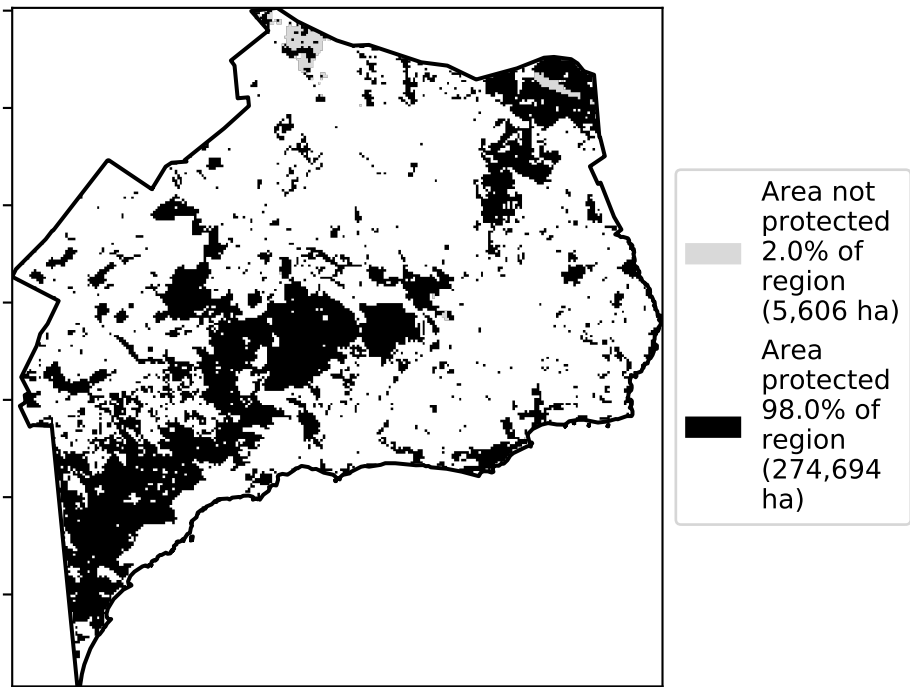 Area not
protected
2.0% of
region
(5,606 ha)
Area
protected
98.0% of
region
(274,694
ha)